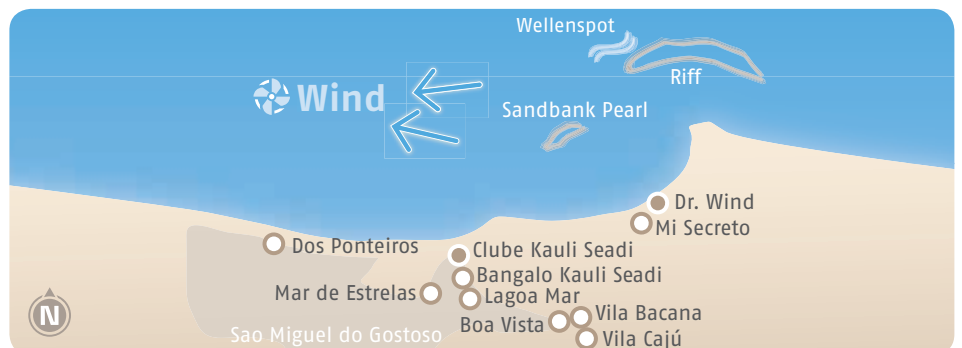 Wellenspot
Riff
Wind
Sandbank Pearl
Dr. Wind
Mi Secreto
Dos Ponteiros
Clube Kauli Seadi
Bangalo Kauli Seadi
Mar de Estrelas
Lagoa Mar
Boa Vista
Vila Bacana
Sao Miguel do Gostoso
Vila Cajú
N